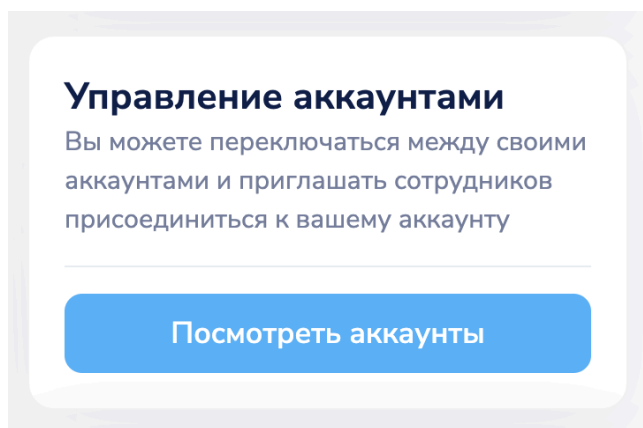 Управление аккаунтами
Вы можете переключаться между своими
аккаунтами и приглашать сотрудников
присоединиться к вашему аккаунту
Посмотреть аккаунты